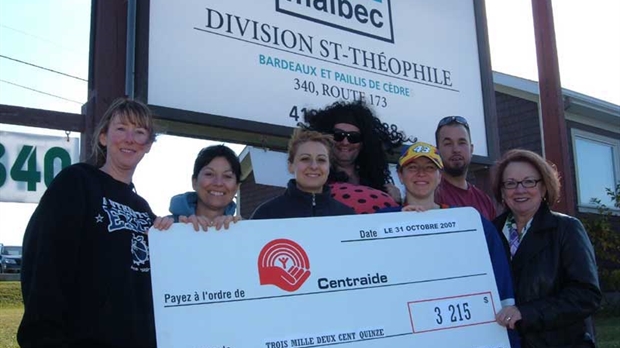 maibec
DIVISION ST-THÉOPHILE
BARDEAUX ET PAILLIS DE CÈDRE
340, ROUTE 173
340
DATE LE 31 OCTOBRE 2007
Payez à l'ordre de
Centraide
3 215 $
TROIS MILLE DEUX CENT QUINZE